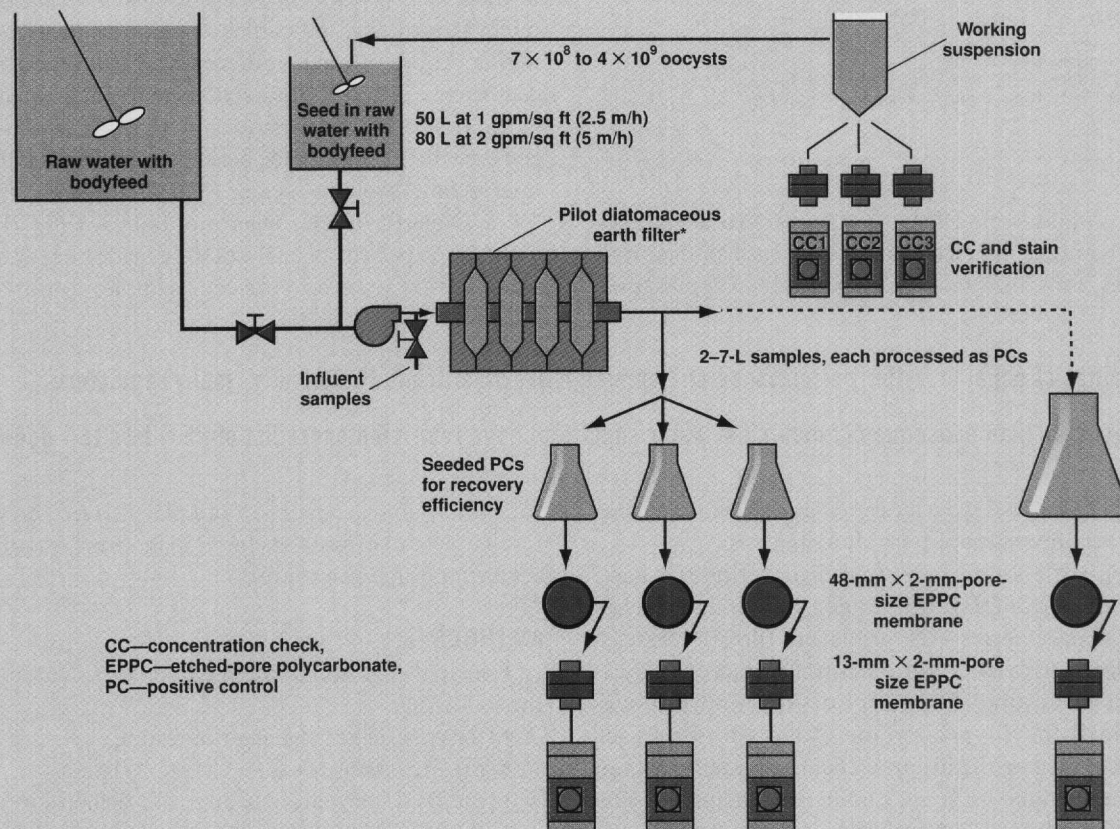 Working
suspension
7 × 10⁸ to 4 × 10⁹ oocysts
Seed in raw
water with
bodyfeed
50 L at 1 gpm/sq ft (2.5 m/h)
80 L at 2 gpm/sq ft (5 m/h)
Raw water with
bodyfeed
Pilot diatomaceous
earth filter*
CC1
CC2
CC3
CC and stain
verification
2–7-L samples, each processed as PCs
Influent
samples
Seeded PCs
for recovery
efficiency
48-mm × 2-mm-pore-
size EPPC
membrane
13-mm × 2-mm-pore
size EPPC
membrane
CC—concentration check,
EPPC—etched-pore polycarbonate,
PC—positive control